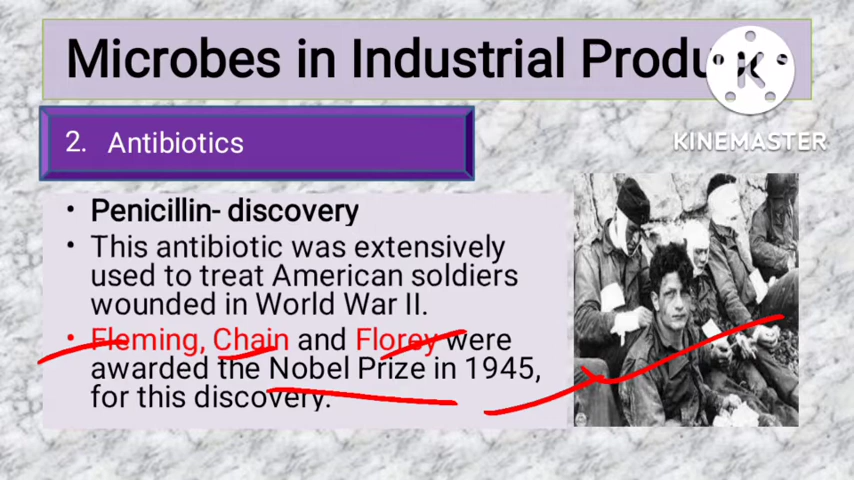 Microbes in Industrial Produ
K
KINEMASTER
2. Antibiotics
• Penicillin- discovery
• This antibiotic was extensively
used to treat American soldiers
wounded in World War II.
• Fleming, Chain and Florey were
awarded the Nobel Prize in 1945,
for this discovery.